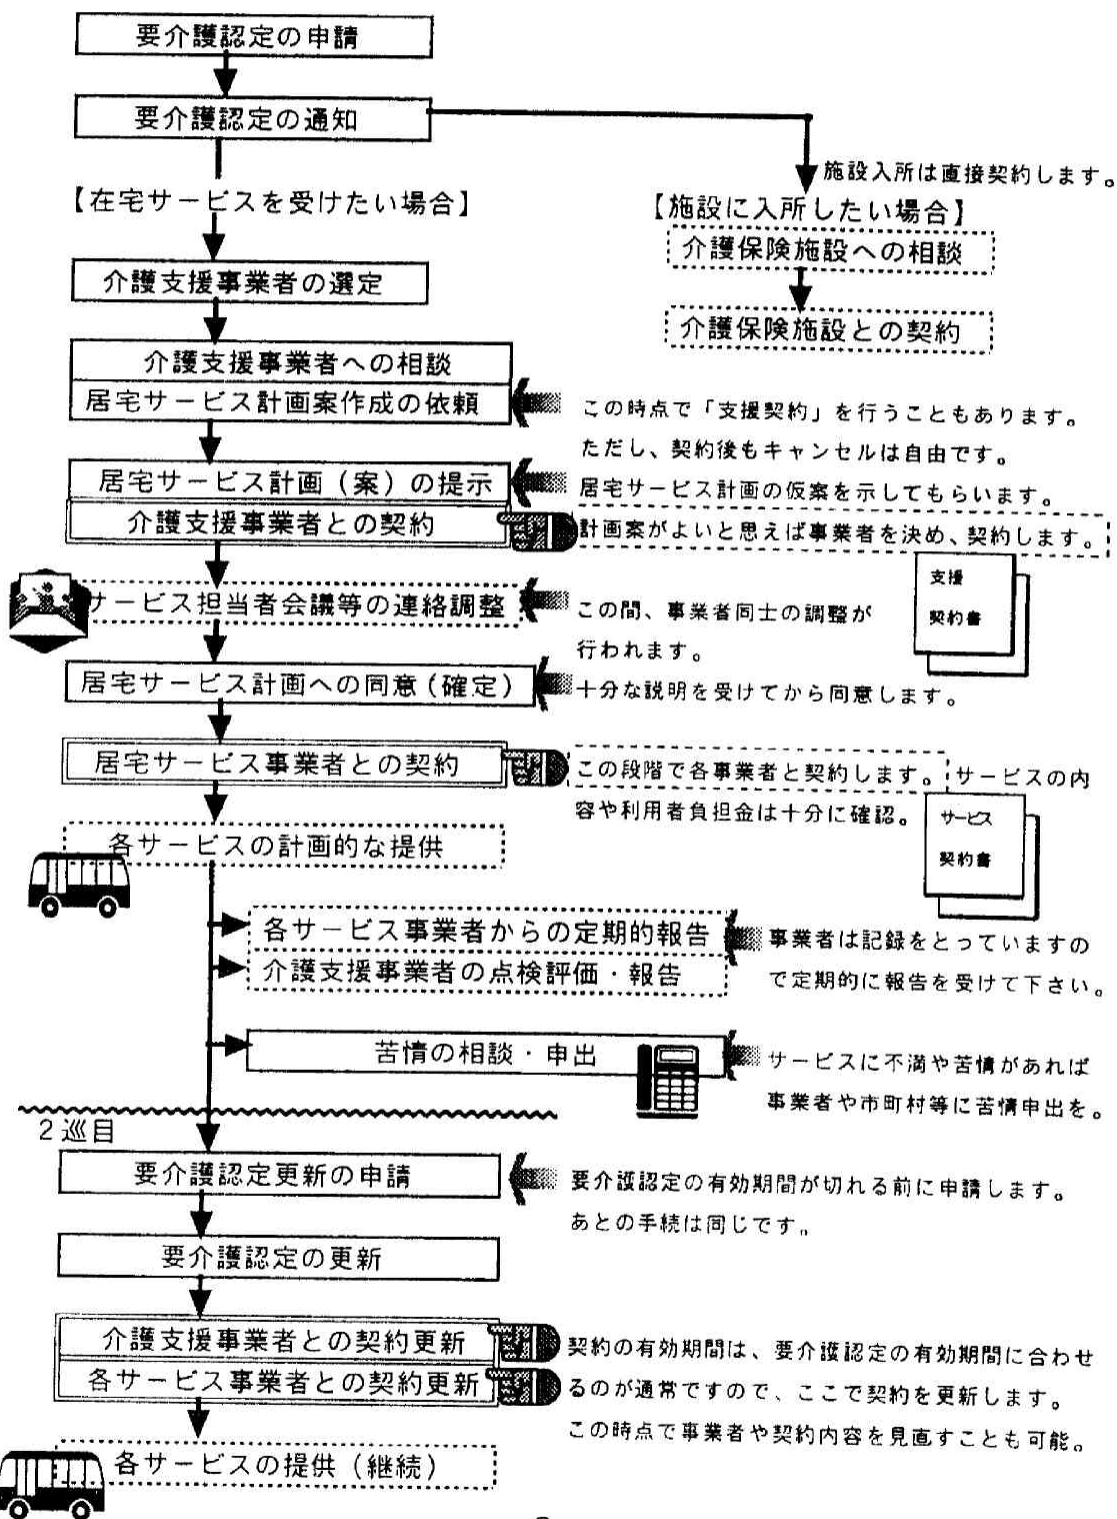 要介護認定の申請
要介護認定の通知
施設入所は直接契約します。
【在宅サービスを受けたい場合】
【施設に入所したい場合】
介護保険施設への相談
介護支援事業者の選定
介護保険施設との契約
介護支援事業者への相談
居宅サービス計画案作成の依頼
この時点で「支援契約」を行うこともあります。
ただし、契約後もキャンセルは自由です。
居宅サービス計画（案）の提示
居宅サービス計画の仮案を示してもらいます。
介護支援事業者との契約
計画案がよいと思えば事業者を決め、契約します。
支援
契約書
サービス担当者会議等の連絡調整
この間、事業者同士の調整が
行われます。
居宅サービス計画への同意（確定）
十分な説明を受けてから同意します。
居宅サービス事業者との契約
この段階で各事業者と契約します。サービスの内
容や利用者負担金は十分に確認。
サービス
契約書
各サービスの計画的な提供
各サービス事業者からの定期的報告
介護支援事業者の点検評価・報告
事業者は記録をとっていますの
で定期的に報告を受けて下さい。
苦情の相談・申出
サービスに不満や苦情があれば
事業者や市町村等に苦情申出を。
２巡目
要介護認定更新の申請
要介護認定の有効期間が切れる前に申請します。
あとの手続は同じです。
要介護認定の更新
介護支援事業者との契約更新
各サービス事業者との契約更新
契約の有効期間は、要介護認定の有効期間に合わせ
るのが通常ですので、ここで契約を更新します。
この時点で事業者や契約内容を見直すことも可能。
各サービスの提供（継続）